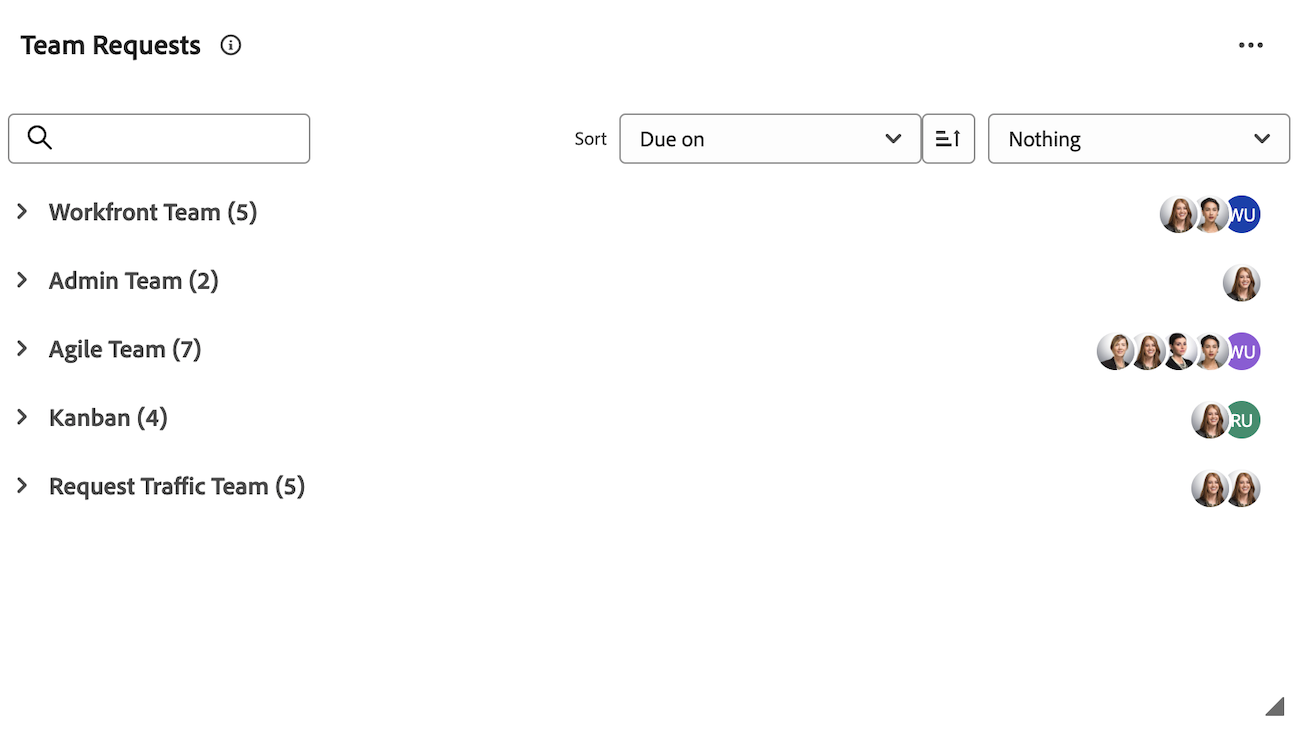 Team Requests
Sort Due on Nothing
Workfront Team (5) WU
Admin Team (2)
Agile Team (7) WU
Kanban (4) RU
Request Traffic Team (5)